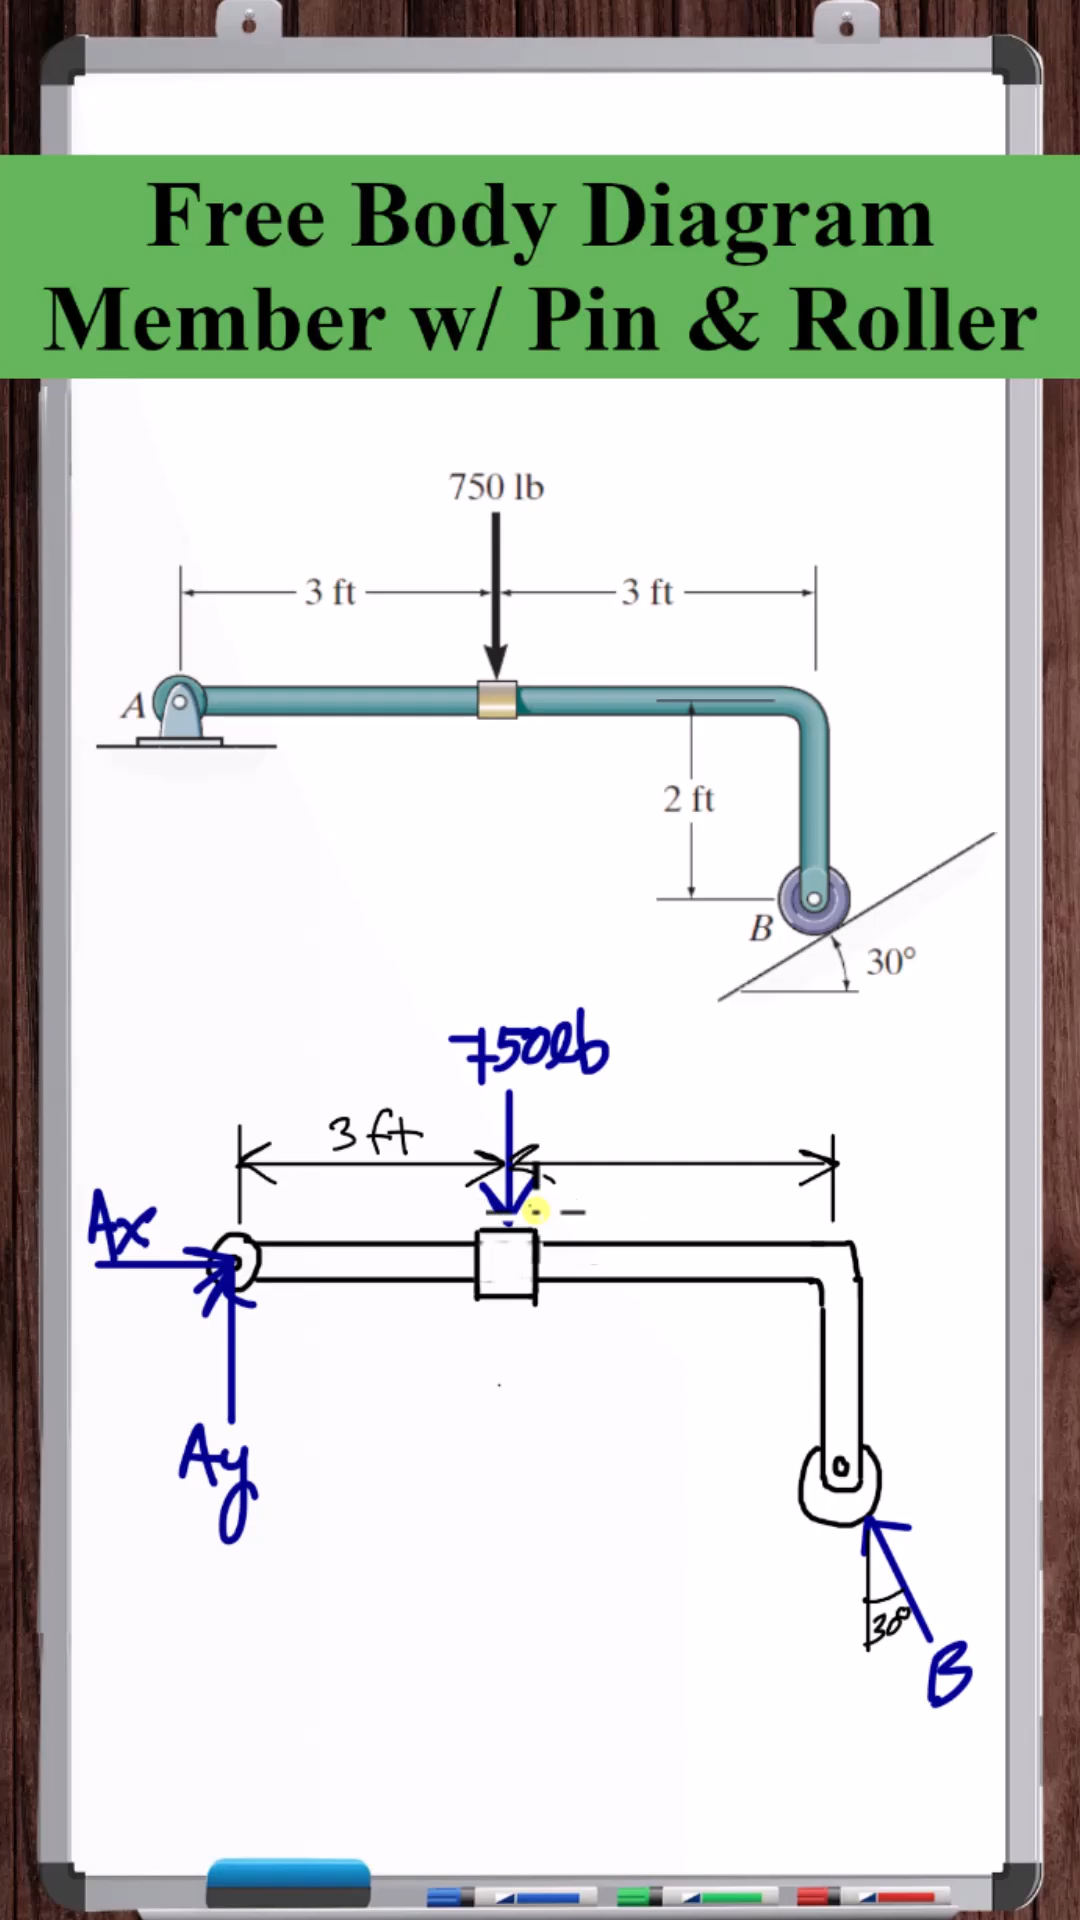 Free Body Diagram
Member w/ Pin & Roller
750 lb
3 ft
3 ft
A
2 ft
B
30°
750lb
3 ft
Ax
Ay
30°
B